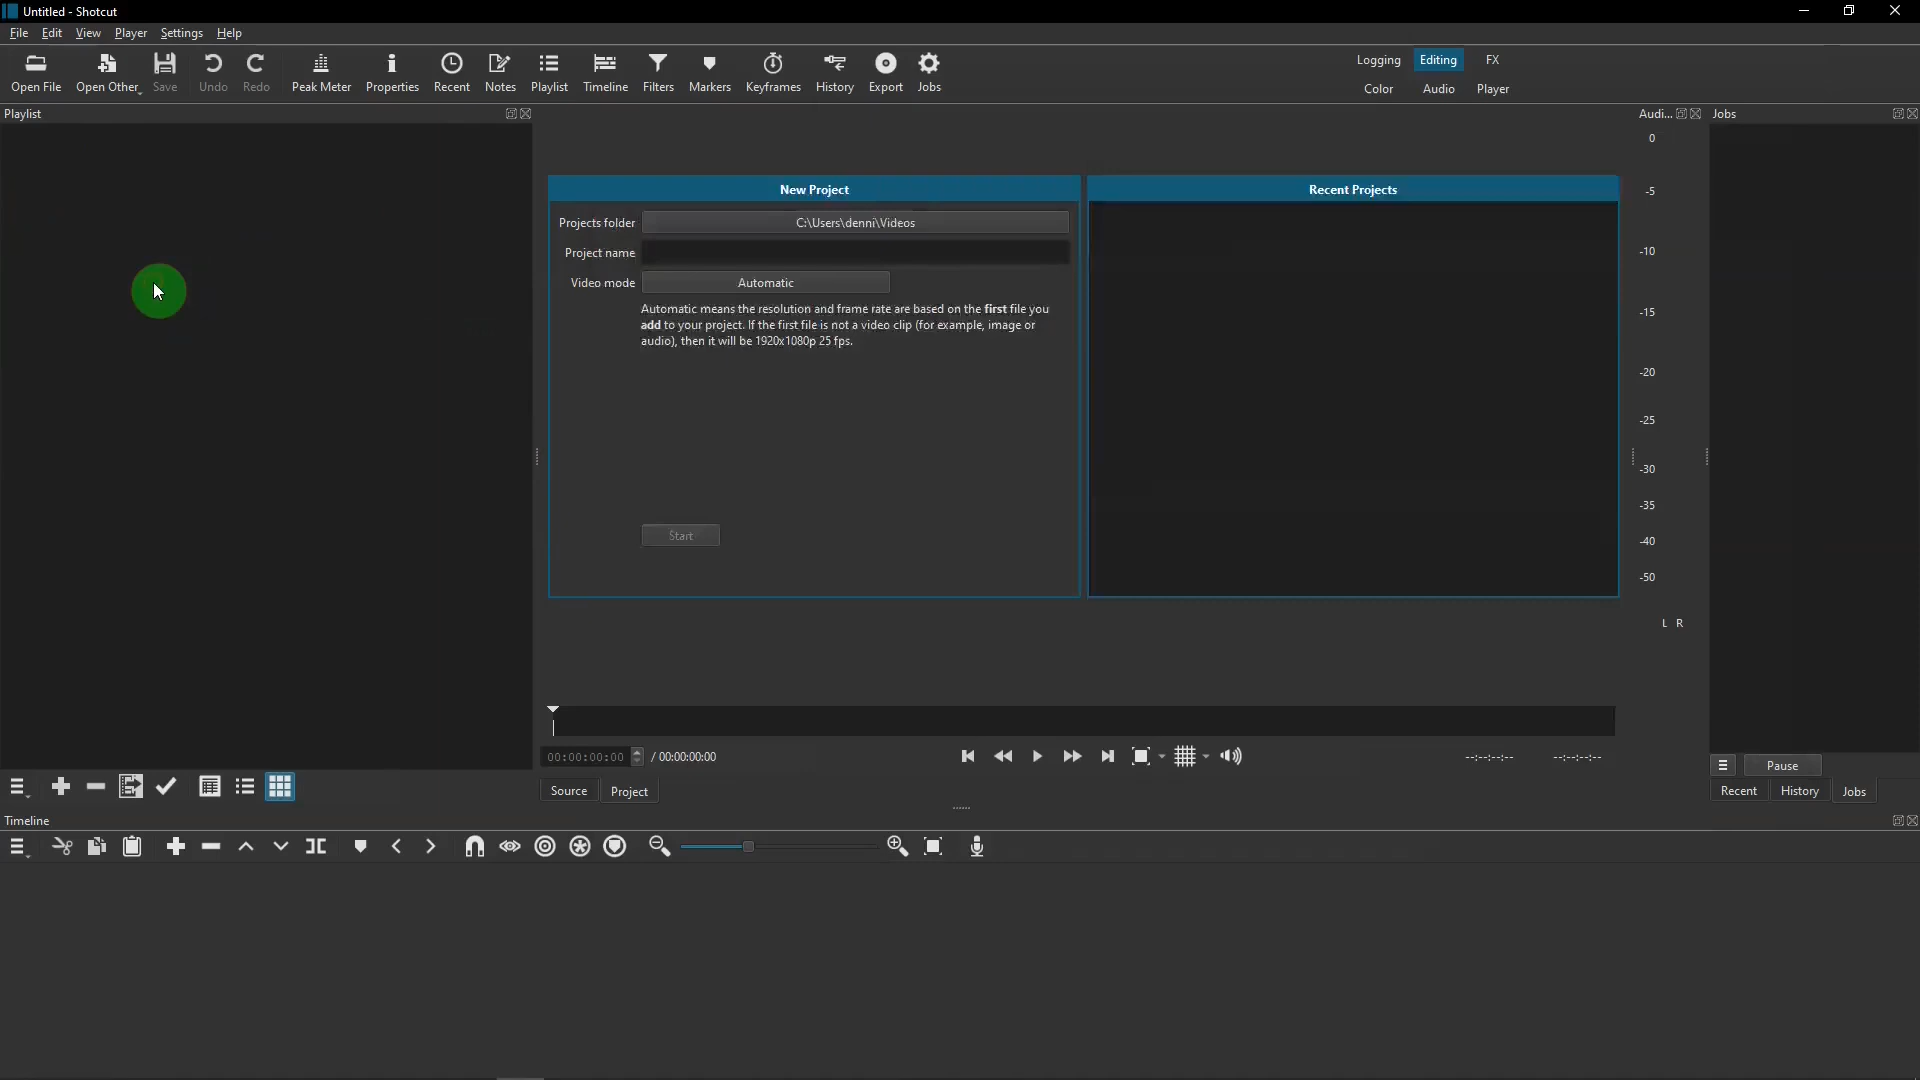 Untitled - Shotcut
File Edit View Player Settings Help
Open File Open Other Save Undo Redo Peak Meter Properties Recent Notes Playlist Timeline Filters Markers Keyframes History Export Jobs
Logging Editing FX
Color Audio Player
Playlist
Audi...
Jobs
New Project
Projects folder C:\Users\denni\Videos
Project name
Video mode Automatic
Automatic means the resolution and frame rate are based on the first file you
add to your project. If the first file is not a video clip (for example, image or
audio), then it will be 1920x1080p 25 fps.
Start
Recent Projects
0
-5
-10
-15
-20
-25
-30
-35
-40
-50
L R
00:00:00:00 / 00:00:00:00
--:--:--:-- --:--:--:--
Source Project
Pause
Recent History Jobs
Timeline